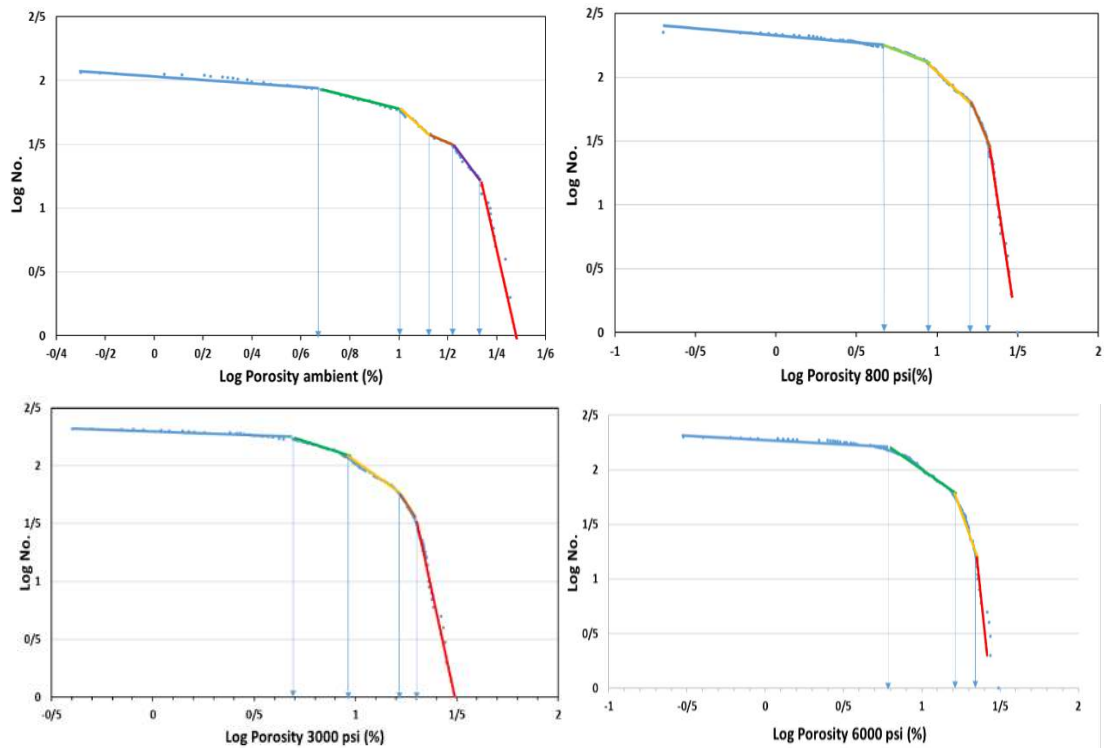 2/5
2
1/5
1
0/5
0
Log No.
-0/4 -0/2 0 0/2 0/4 0/6 0/8 1 1/2 1/4 1/6
Log Porosity ambient (%)
2/5
2
1/5
1
0/5
0
Log No.
-1 -0/5 0 0/5 1 1/5 2
Log Porosity 800 psi(%)
2/5
2
1/5
1
0/5
0
Log No.
-0/5 0 0/5 1 1/5 2
Log Porosity 3000 psi (%)
2/5
2
1/5
1
0/5
0
Log No.
-1 -0/5 0 0/5 1 1/5 2
Log Porosity 6000 psi (%)